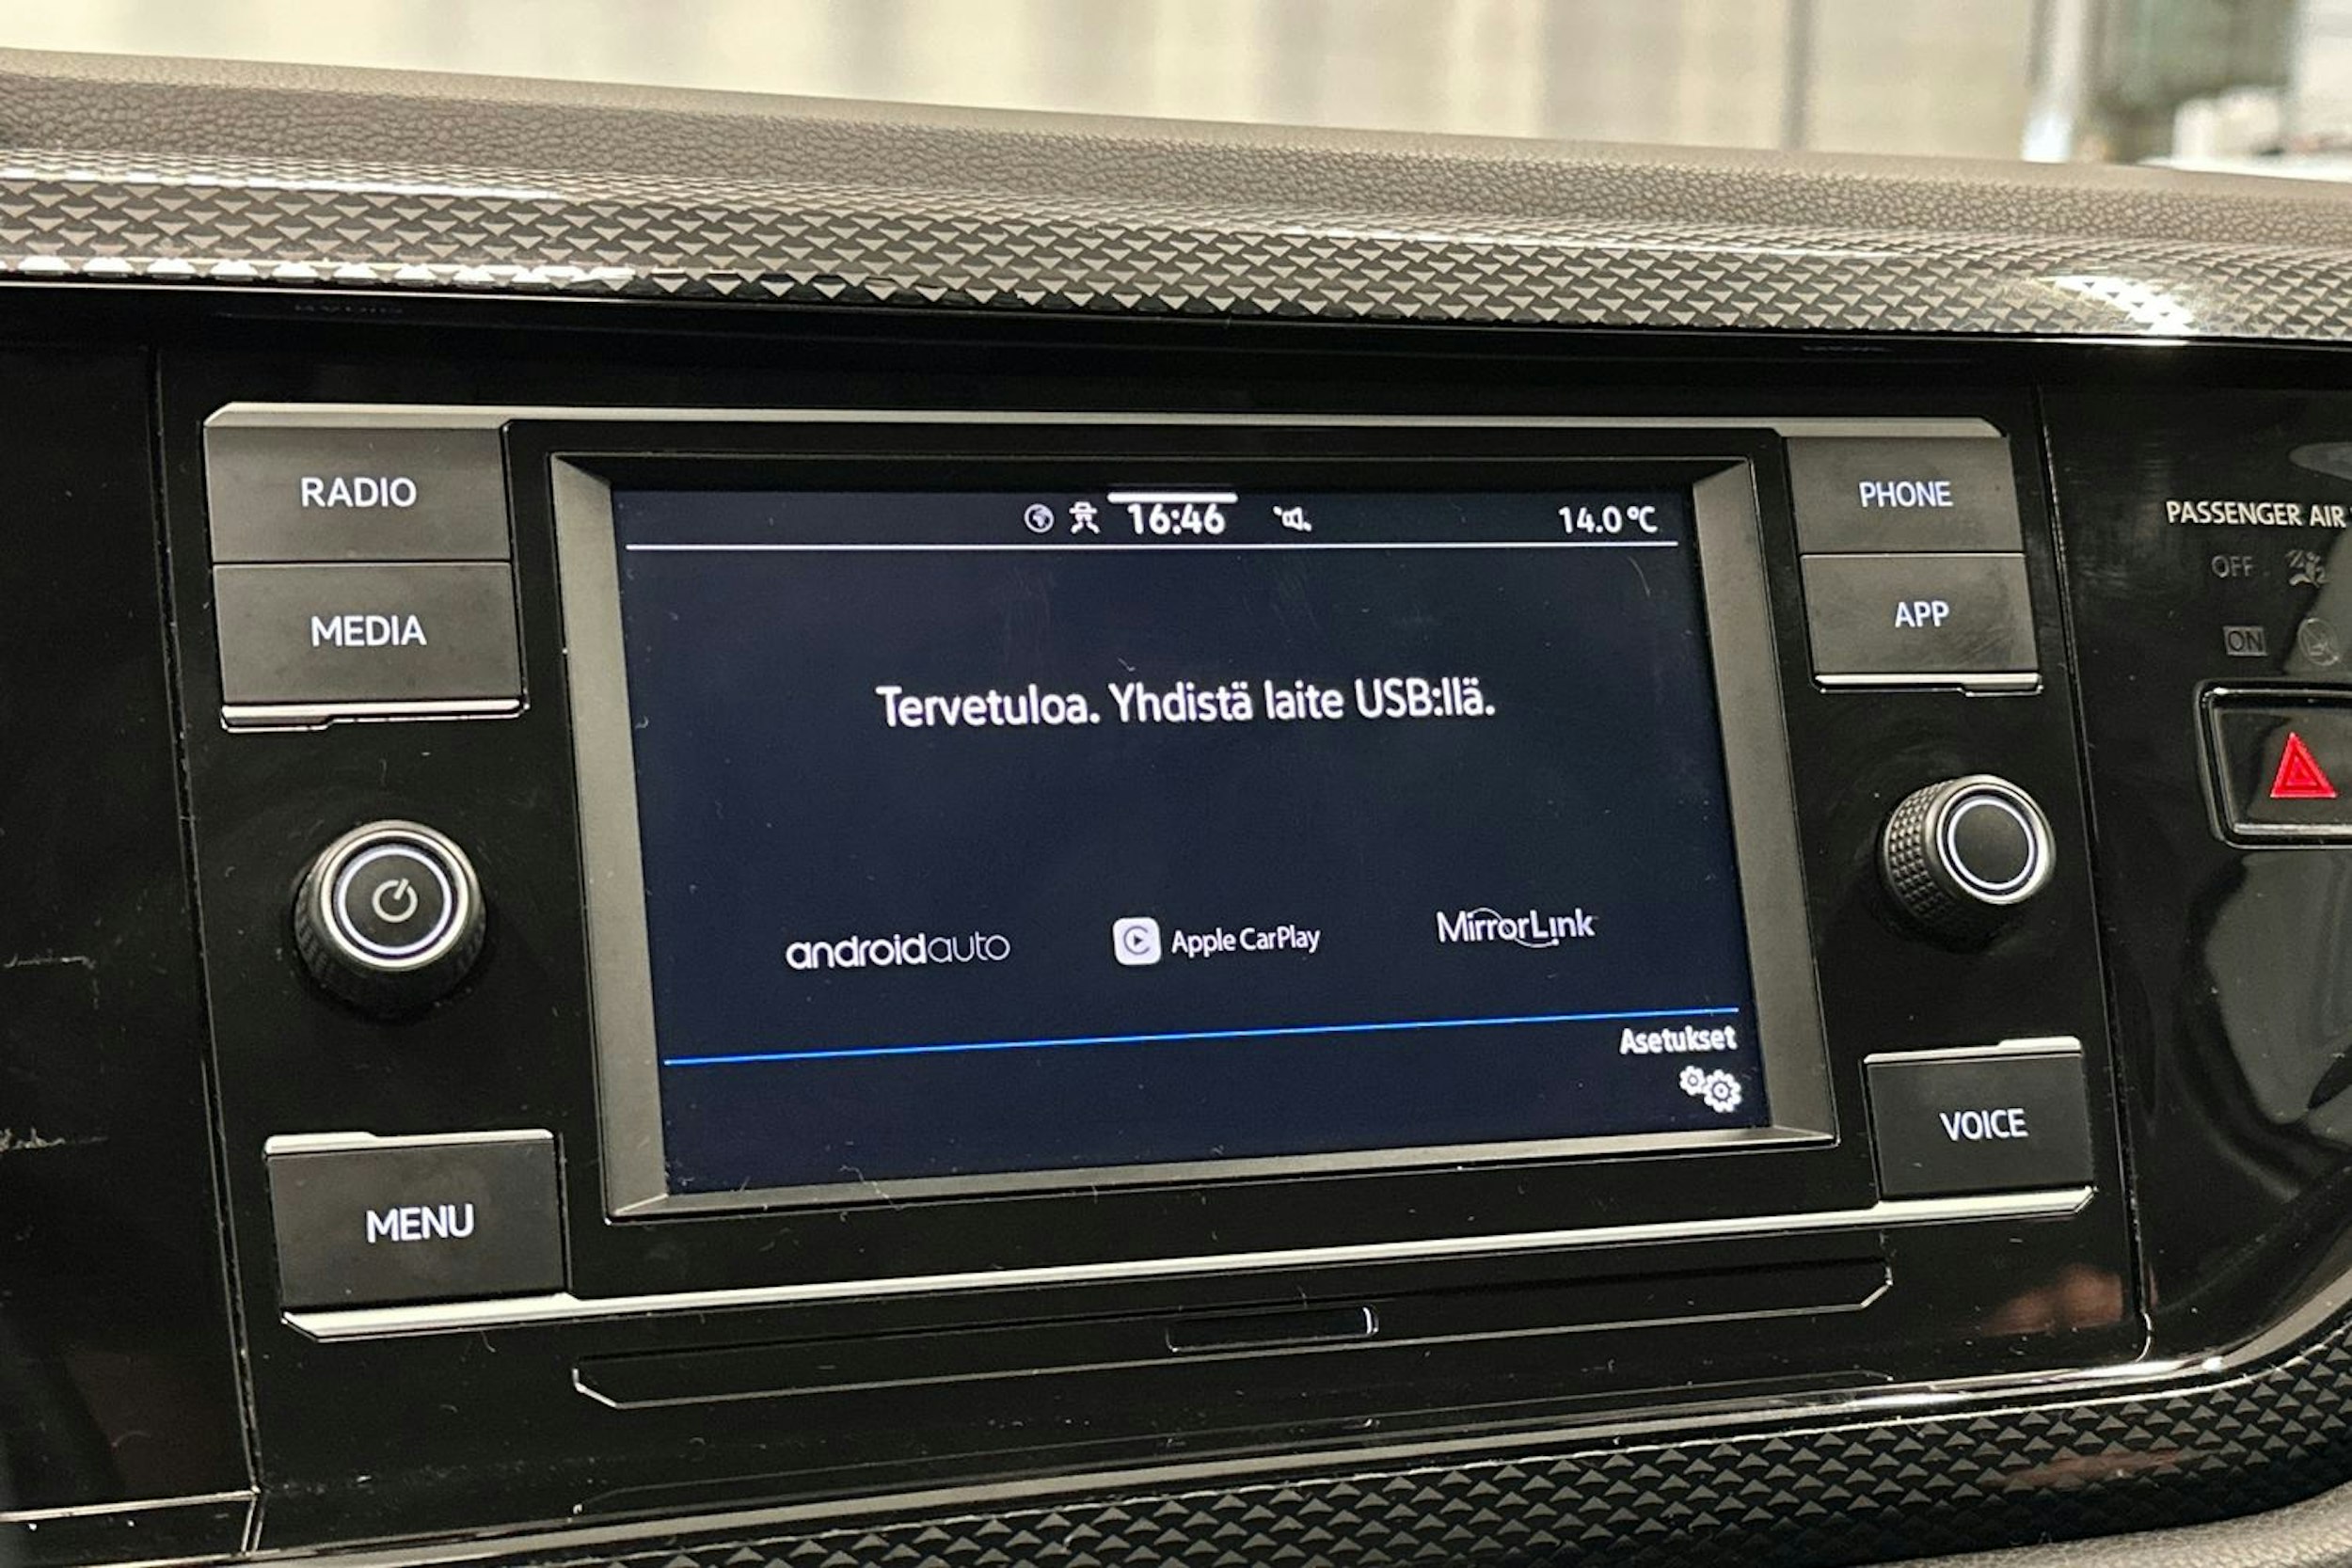 RADIO
MEDIA
MENU
16:46
14.0 °C
Tervetuloa. Yhdistä laite USB:llä.
androidauto
Apple CarPlay
MirrorLink
Asetukset
PHONE
APP
VOICE
PASSENGER AIR
OFF
ON